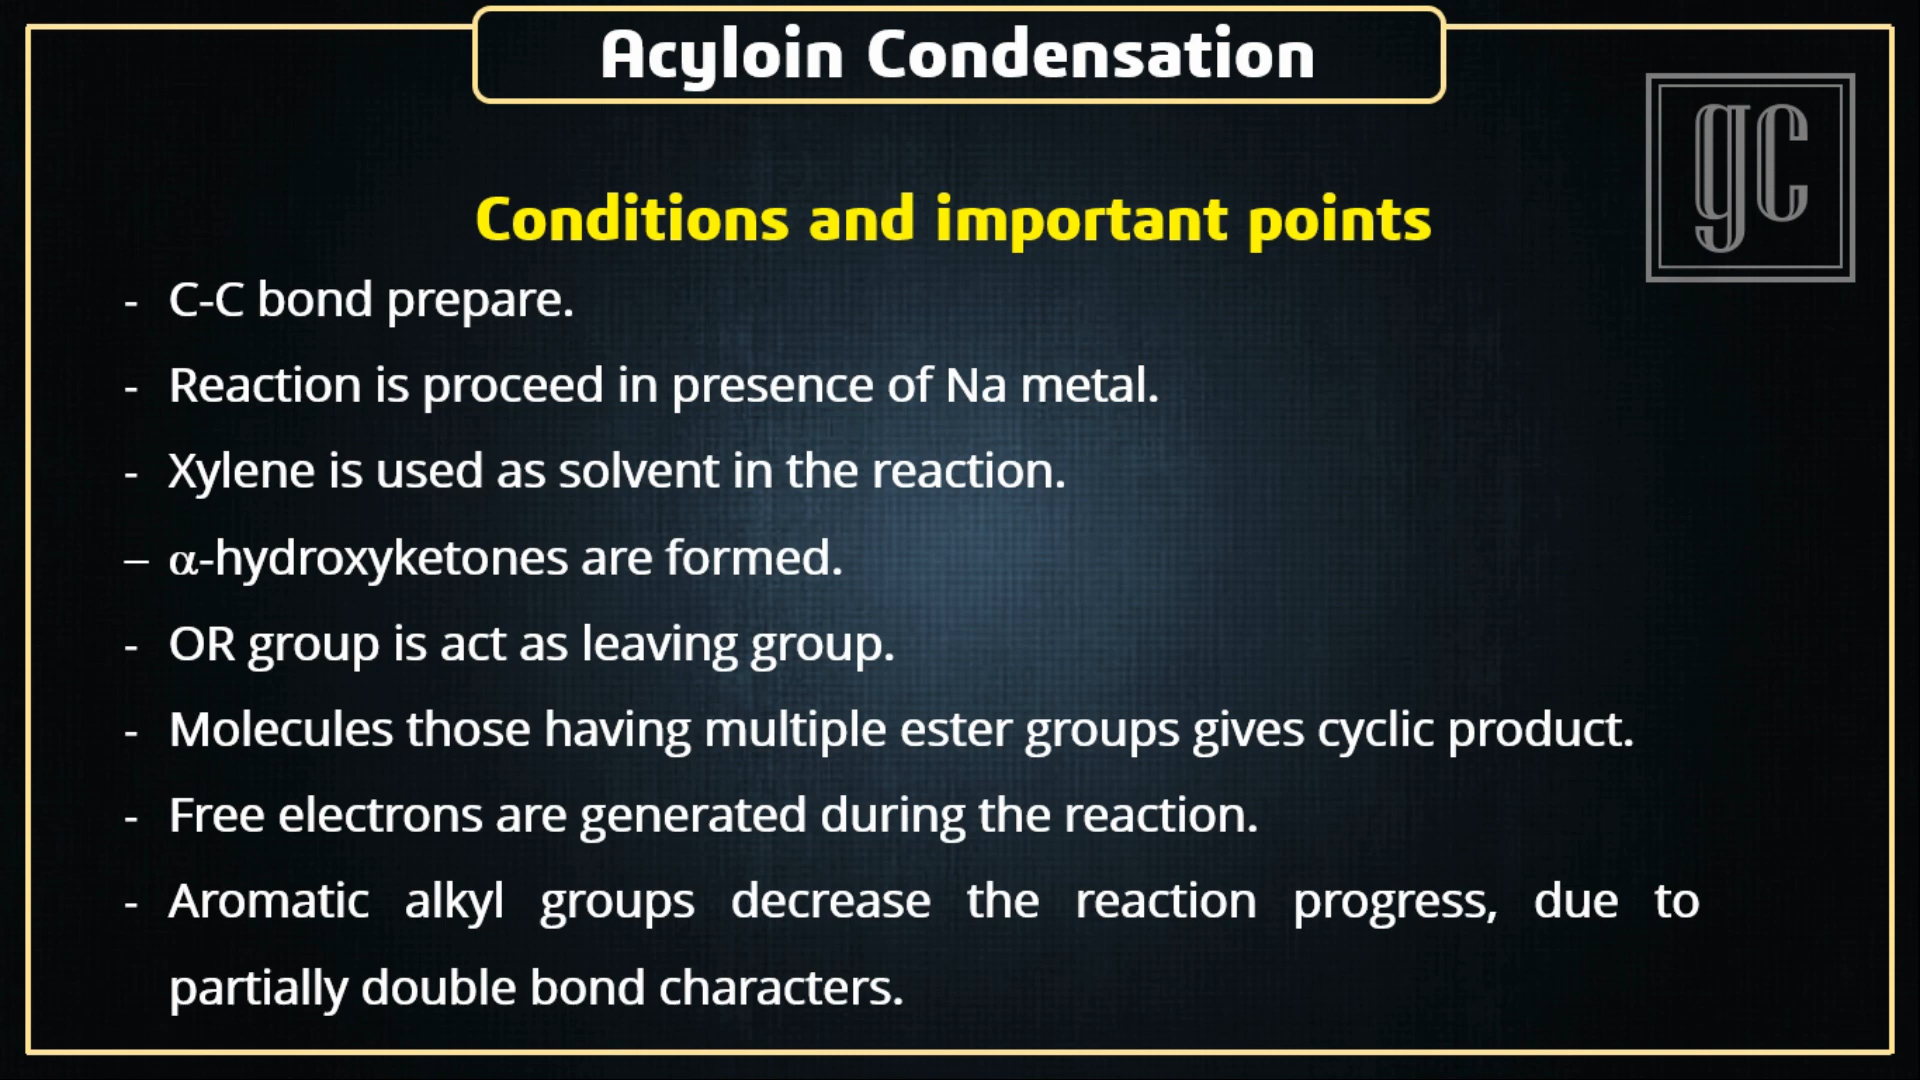 Acyloin Condensation
gc
Conditions and important points
- C-C bond prepare.
- Reaction is proceed in presence of Na metal.
- Xylene is used as solvent in the reaction.
– α-hydroxyketones are formed.
- OR group is act as leaving group.
- Molecules those having multiple ester groups gives cyclic product.
- Free electrons are generated during the reaction.
- Aromatic alkyl groups decrease the reaction progress, due to
partially double bond characters.